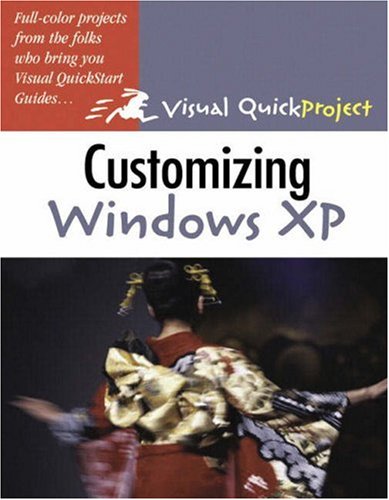 Full-color projects
from the folks
who bring you
Visual QuickStart
Guides...
Visual QuickProject
Customizing
Windows XP